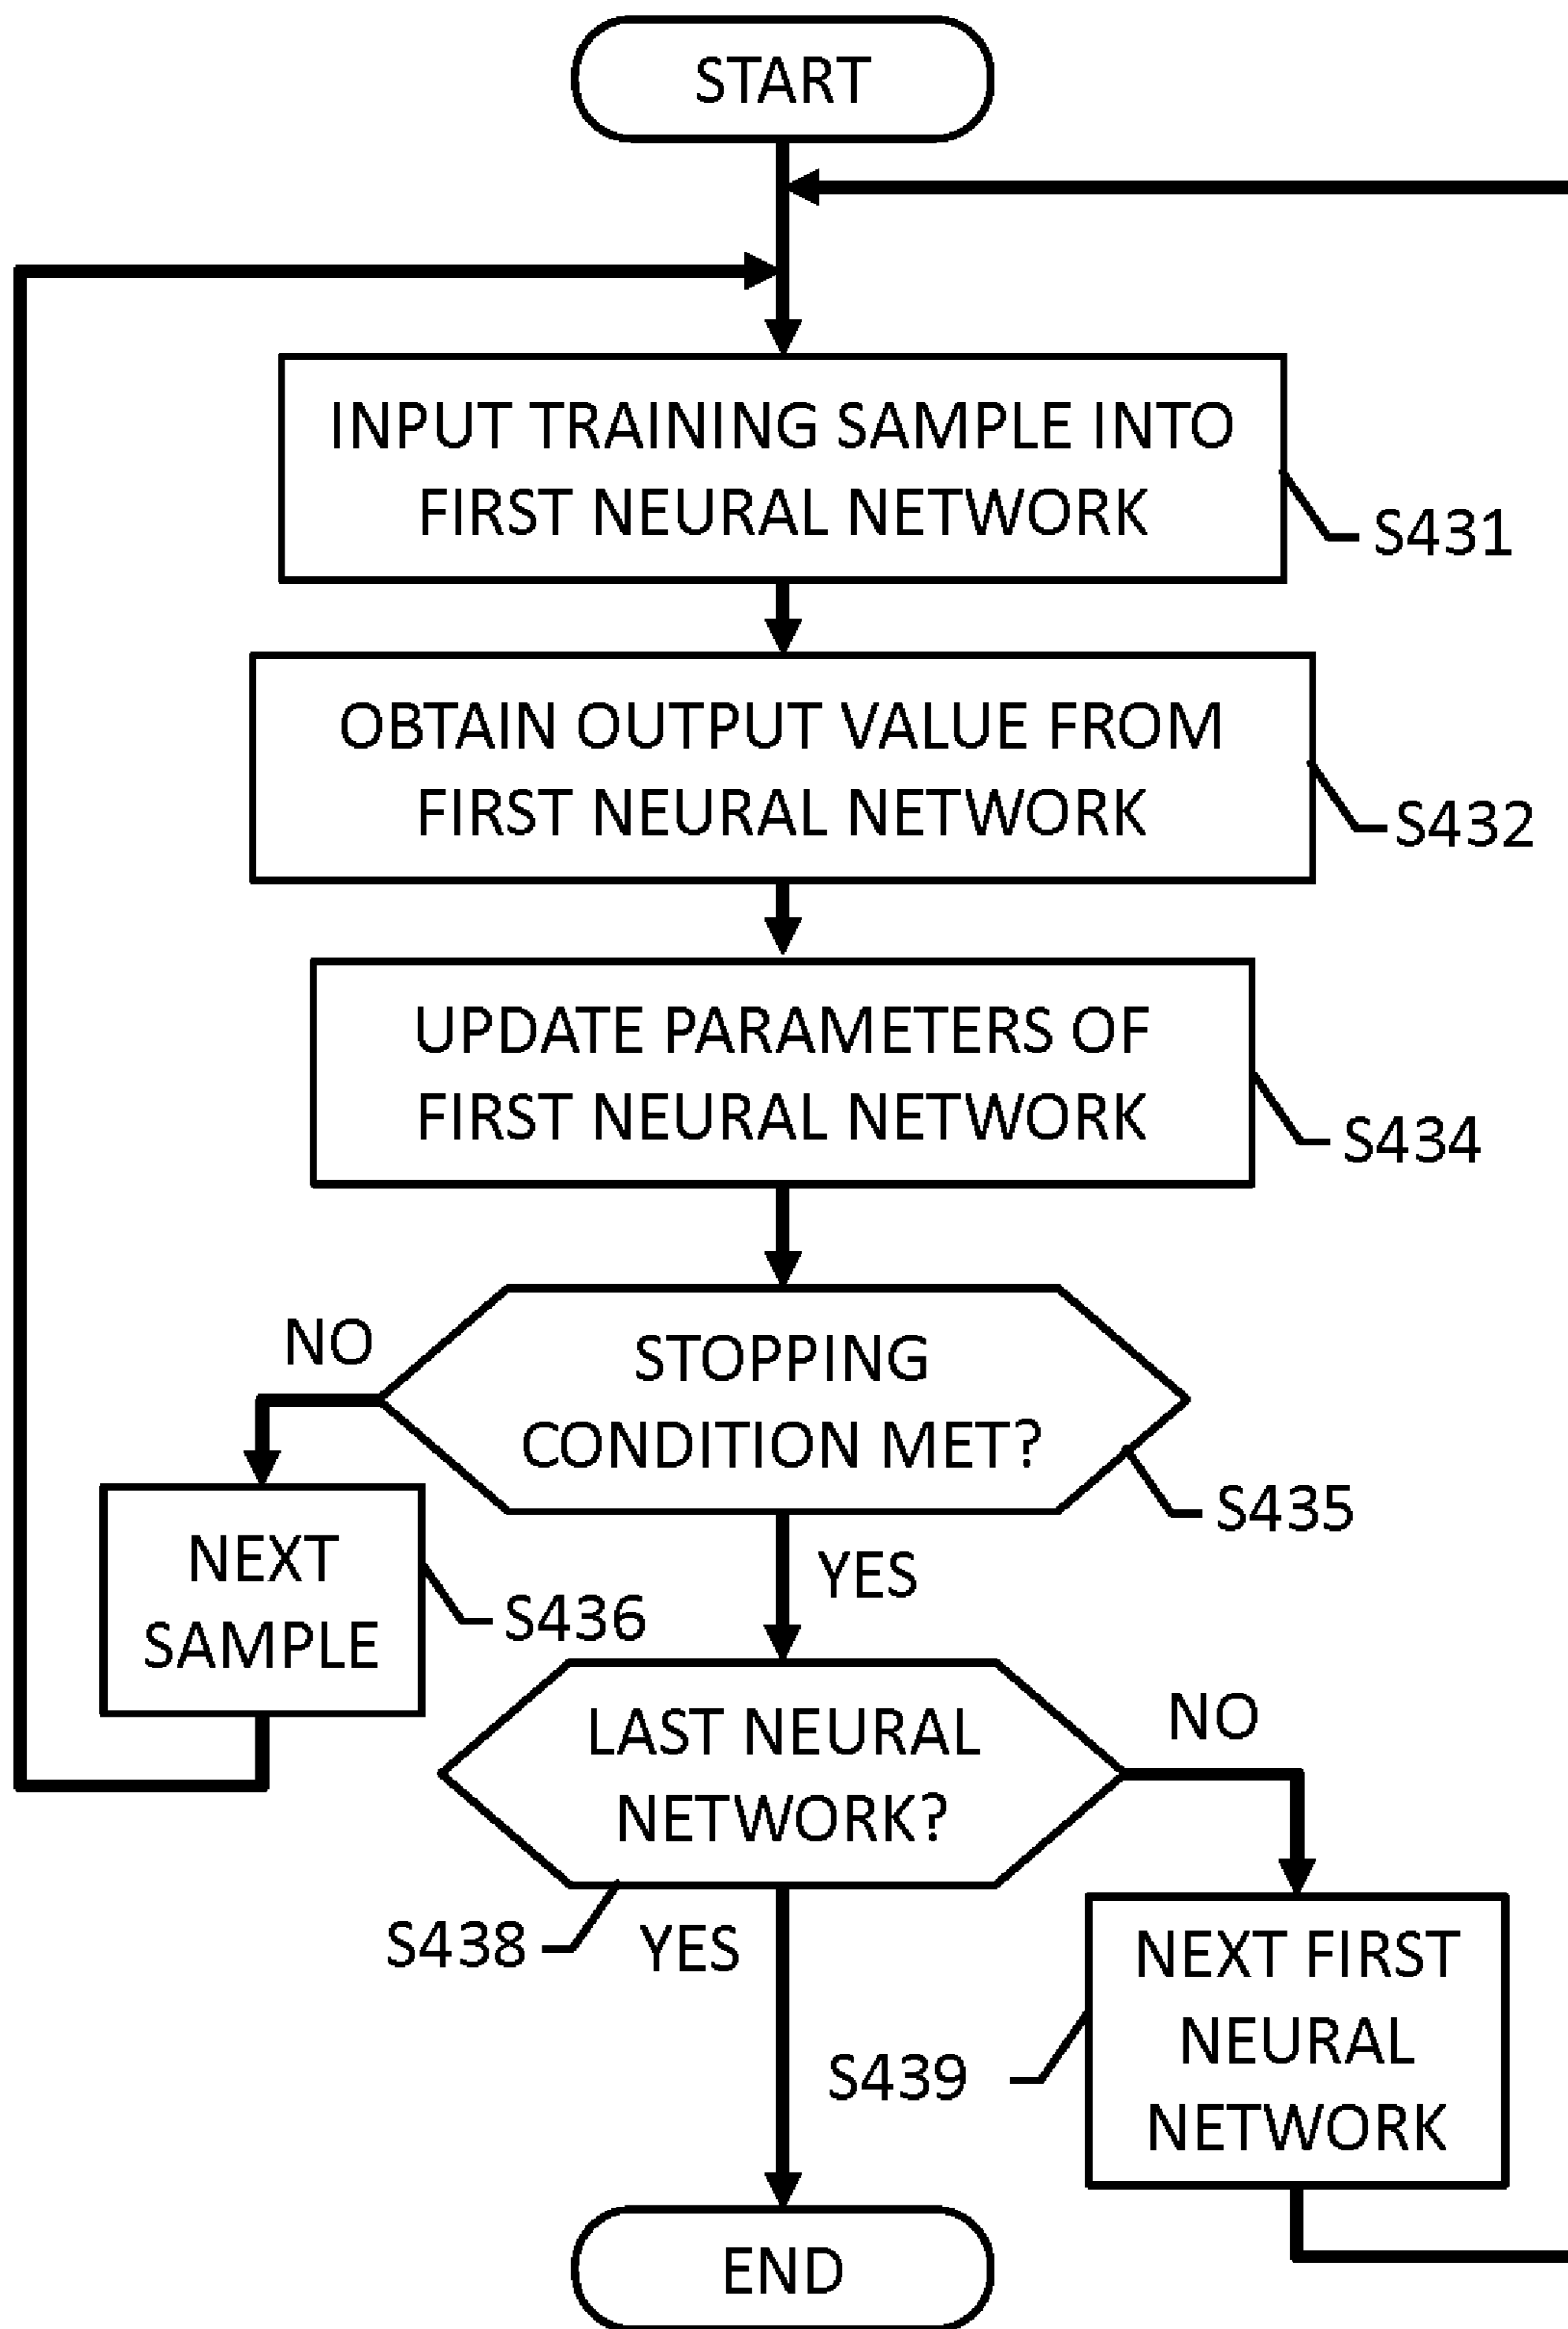 START
INPUT TRAINING SAMPLE INTO
FIRST NEURAL NETWORK
S431
OBTAIN OUTPUT VALUE FROM
FIRST NEURAL NETWORK
S432
UPDATE PARAMETERS OF
FIRST NEURAL NETWORK
S434
STOPPING
CONDITION MET?
S435
NO
NEXT
SAMPLE
S436
YES
LAST NEURAL
NETWORK?
S438
NO
NEXT FIRST
NEURAL
NETWORK
S439
YES
END